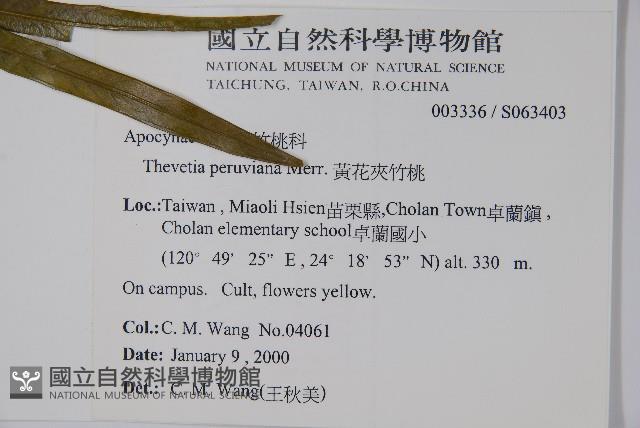 國立自然科學博物館
NATIONAL MUSEUM OF NATURAL SCIENCE
TAICHUNG, TAIWAN, R.O.CHINA
003336 / S063403
竹桃科
Thevetia peruviana Merr. 黃花夾竹桃
Loc.:Taiwan , Miaoli Hsien苗栗縣,Cholan Town卓蘭鎮 ,
Cholan elementary school卓蘭國小
(120° 49' 25" E , 24° 18' 53" N) alt. 330 m.
On campus. Cult, flowers yellow.
Col.:C. M. Wang No.04061
Date: January 9 , 2000
Det.: C. M. Wang(王秋美)
國立自然科學博物館
NATIONAL MUSEUM OF NATURAL SCIENCE